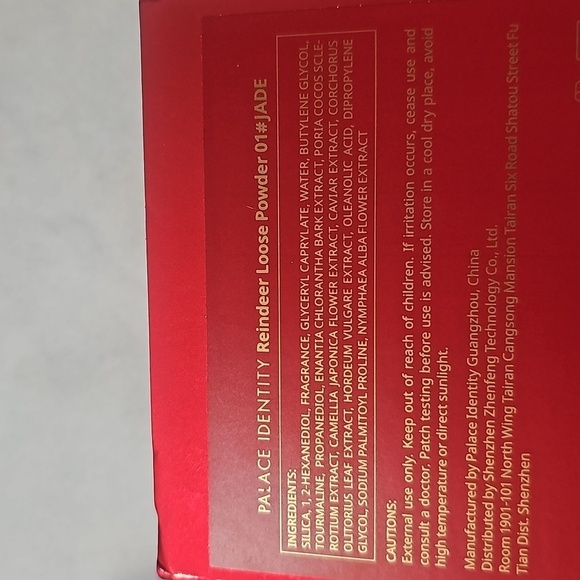 PALACE IDENTITY Reindeer Loose Powder 01#JADE
INGREDIENTS:
SILICA, 1, 2-HEXANEDIOL, FRAGRANCE, GLYCERYL CAPRYLATE, WATER, BUTYLENE GLYCOL,
TOURMALINE, PROPANEDIOL, ENANTIA CHLORANTHA BARK EXTRACT, PORIA COCOS SCLE-
ROTIUM EXTRACT, CAMELLIA JAPONICA FLOWER EXTRACT, CAVIAR EXTRACT, CORCHORUS
OLITORIUS LEAF EXTRACT, HORDEUM VULGARE EXTRACT, OLEANOLIC ACID, DIPROPYLENE
GLYCOL, SODIUM PALMITOYL PROLINE, NYMPHAEA ALBA FLOWER EXTRACT
CAUTIONS:
External use only. Keep out of reach of children. If irritation occurs, cease use and
consult a doctor. Patch testing before use is advised. Store in a cool dry place, avoid
high temperature or direct sunlight.
Manufactured by Palace Identity Guangzhou, China
Distributed by Shenzhen Zhenfeng Technology Co., Ltd.
Room 1901-101 North Wing Tairan Cangsong Mansion Tairan Six Road Shatou Street Fu
Tian Dist. Shenzhen